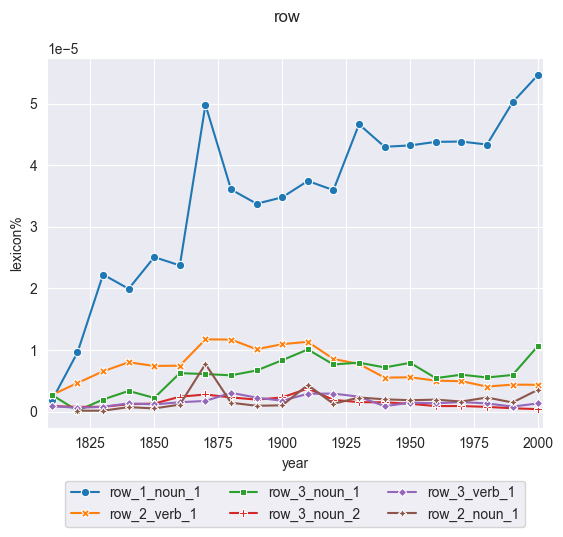 row
1e−5
5
4
3
2
1
0
lexicon%
1825 1850 1875 1900 1925 1950 1975 2000
year
row_1_noun_1 row_3_noun_1 row_3_verb_1
row_2_verb_1 row_3_noun_2 row_2_noun_1